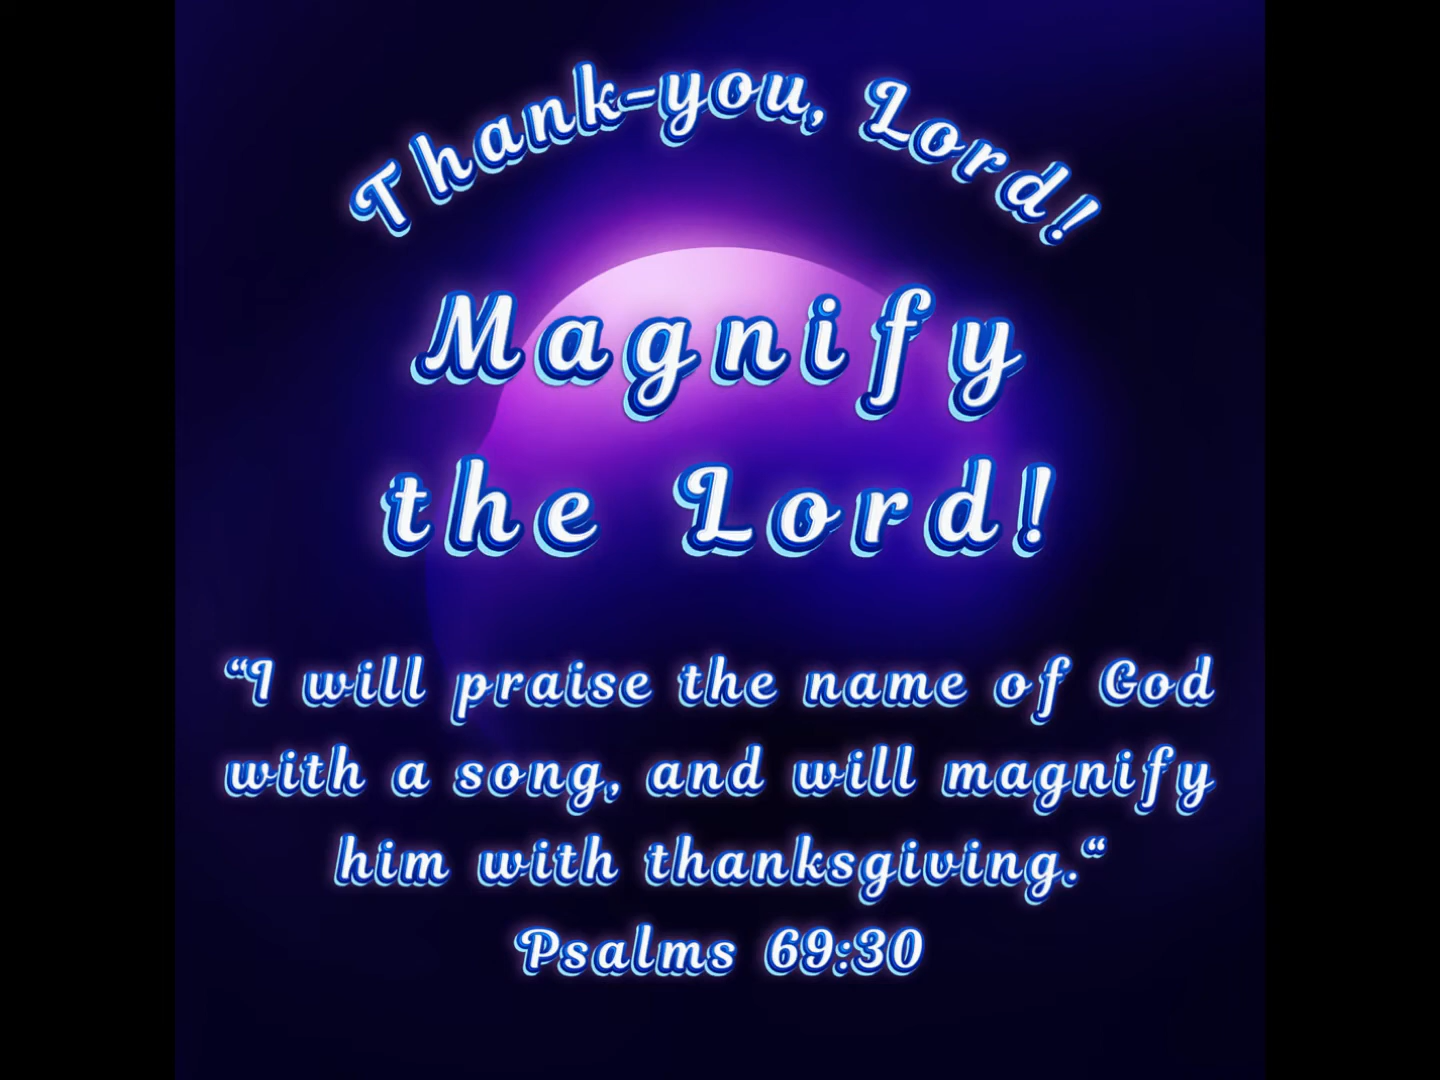 Thank-you, Lord!
Magnify
the Lord!
“I will praise the name of God
with a song, and will magnify
him with thanksgiving.“
Psalms 69:30